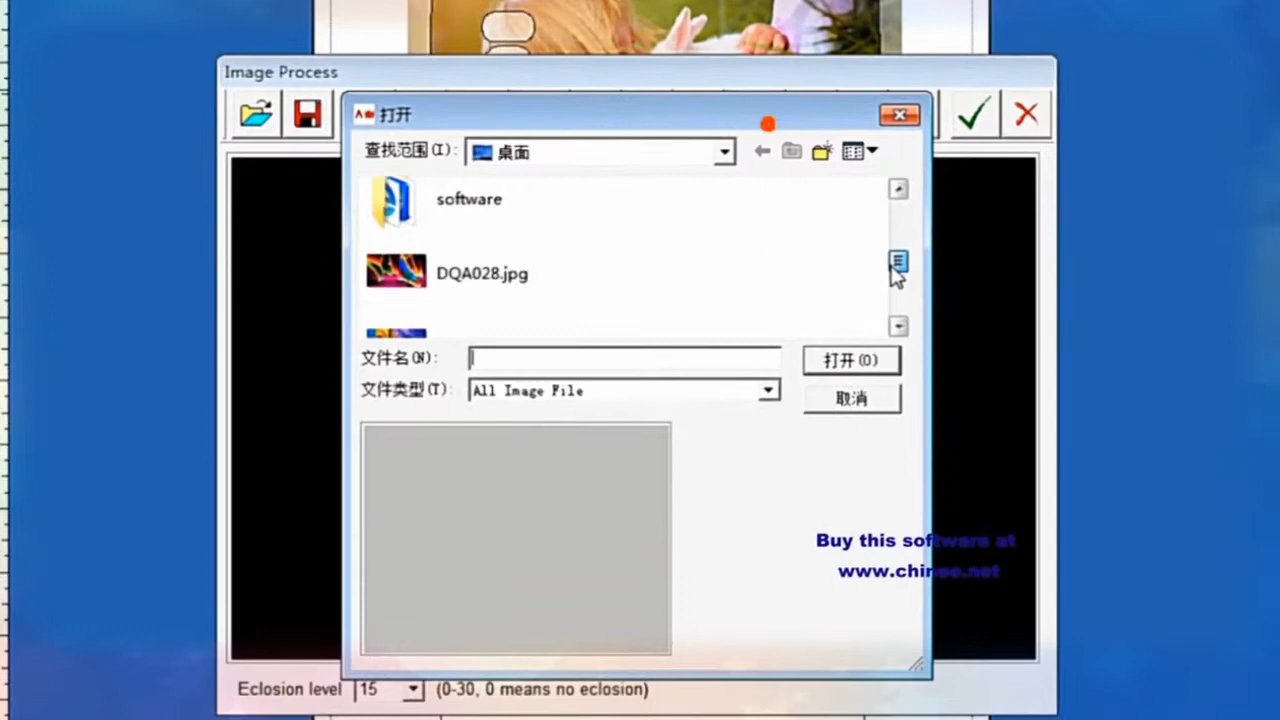 Image Process
打开
查找范围(I):
桌面
software
DQA028.jpg
文件名(N):
打开(O)
文件类型(T):
All Image File
取消
Buy this software at
www.chinse.net
Eclosion level
15
(0-30, 0 means no eclosion)